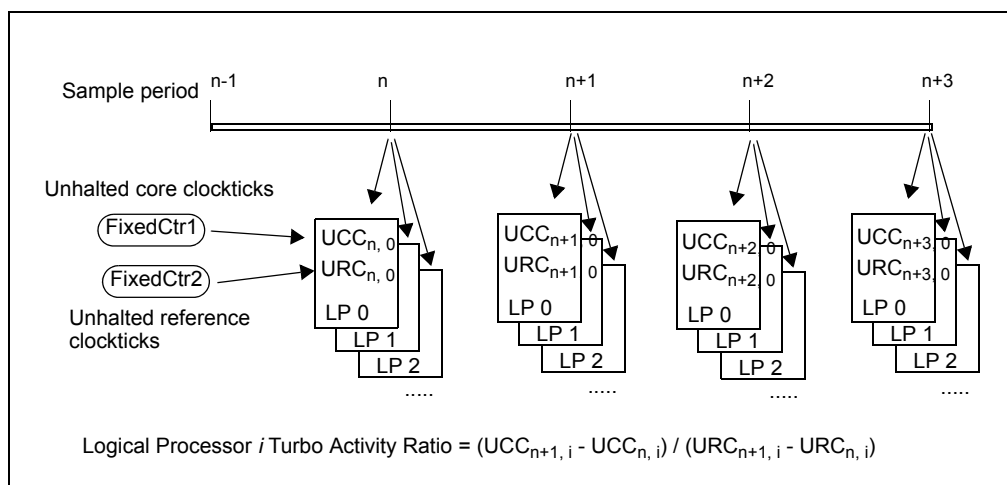 Sample period
n-1
n
n+1
n+2
n+3
Unhalted core clockticks
FixedCtr1
FixedCtr2
Unhalted reference
clockticks
UCCn, 0
URCn, 0
LP 0
LP 1
LP 2
.....
UCCn+1 0
URCn+1 0
LP 0
LP 1
LP 2
.....
UCCn+2, 0
URCn+2, 0
LP 0
LP 1
LP 2
.....
UCCn+3, 0
URCn+3, 0
LP 0
LP 1
LP 2
.....
Logical Processor i Turbo Activity Ratio = (UCCn+1, i - UCCn, i) / (URCn+1, i - URCn, i)